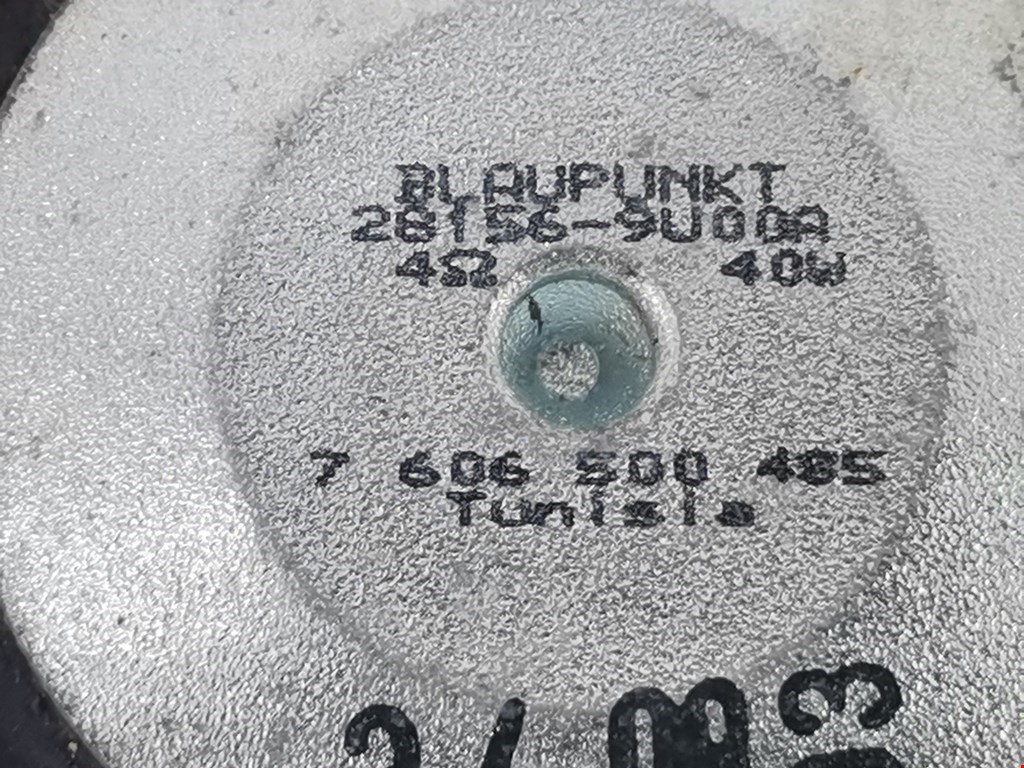 BLAUPUNKT
28156-9U00A
4Ω 40W
7 606 500 485
Tunisia